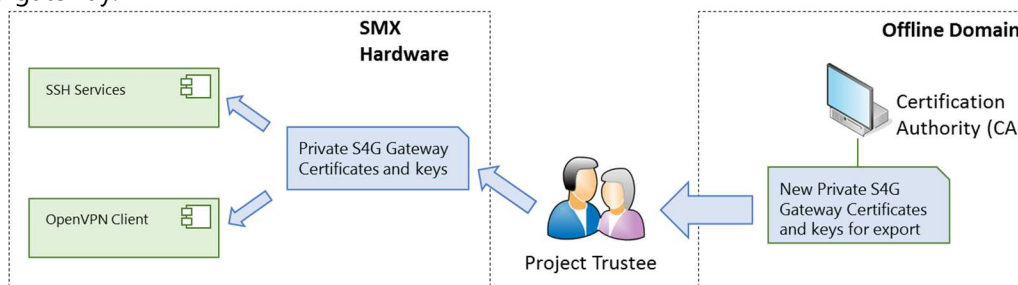 SMX
Hardware
Offline Domain
SSH Services
Certification
Authority (CA
Private S4G Gateway
Certificates and keys
New Private S4G
Gateway Certificates
and keys for export
OpenVPN Client
Project Trustee